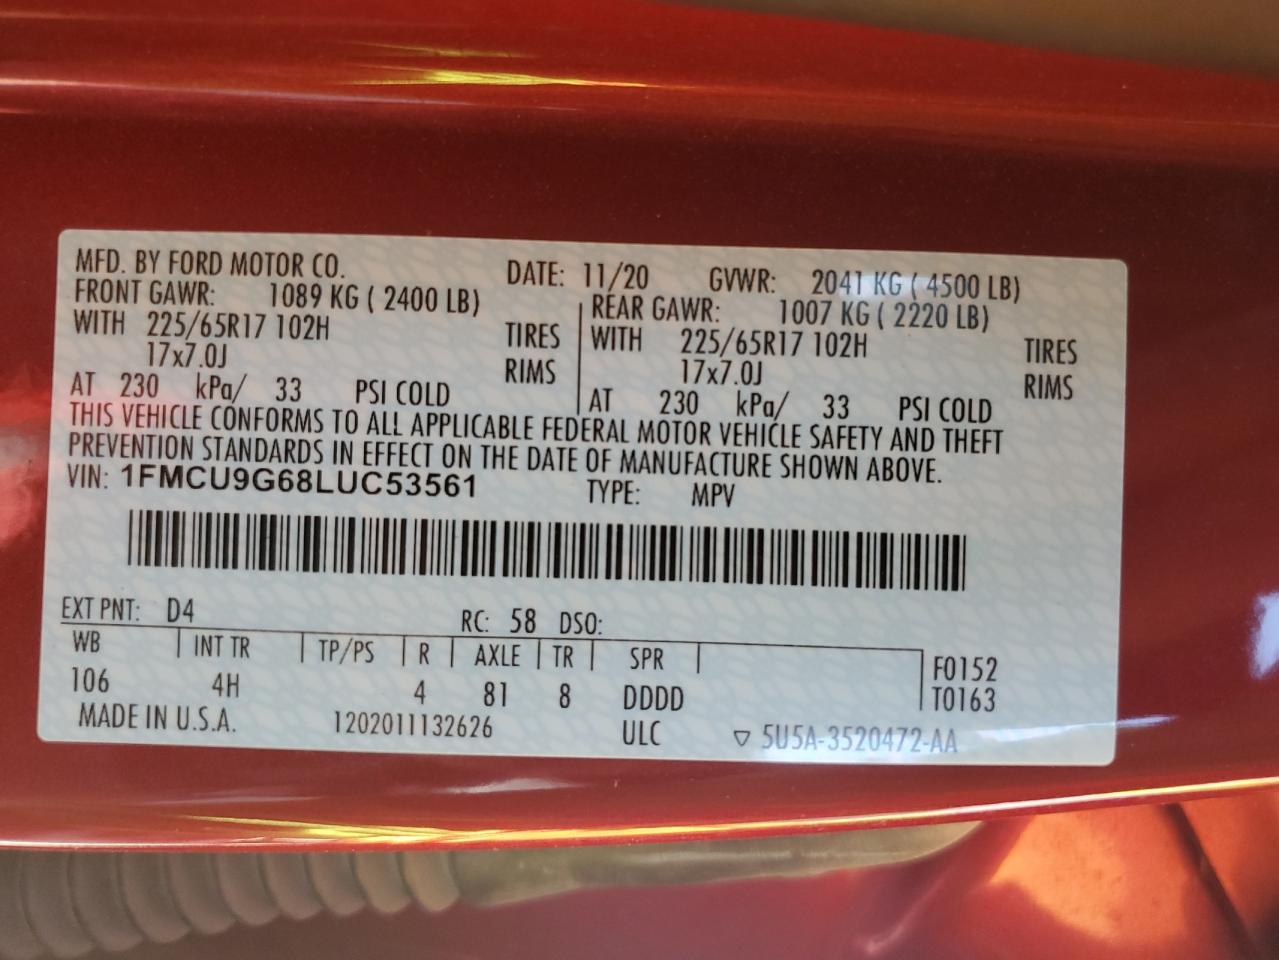 MFD. BY FORD MOTOR CO. DATE: 11/20 GVWR: 2041 KG ( 4500 LB)
FRONT GAWR: 1089 KG ( 2400 LB) REAR GAWR: 1007 KG ( 2220 LB)
WITH 225/65R17 102H TIRES WITH 225/65R17 102H TIRES
17x7.0J RIMS 17x7.0J RIMS
AT 230 kPa/ 33 PSI COLD AT 230 kPa/ 33 PSI COLD
THIS VEHICLE CONFORMS TO ALL APPLICABLE FEDERAL MOTOR VEHICLE SAFETY AND THEFT
PREVENTION STANDARDS IN EFFECT ON THE DATE OF MANUFACTURE SHOWN ABOVE.
VIN: 1FMCU9G68LUC53561 TYPE: MPV
EXT PNT: D4 RC: 58 DSO:
WB INT TR TP/PS R AXLE TR SPR F0152
106 4H 4 81 8 DDDD T0163
MADE IN U.S.A. 1202011132626 ULC ▽ 5U5A-3520472-AA